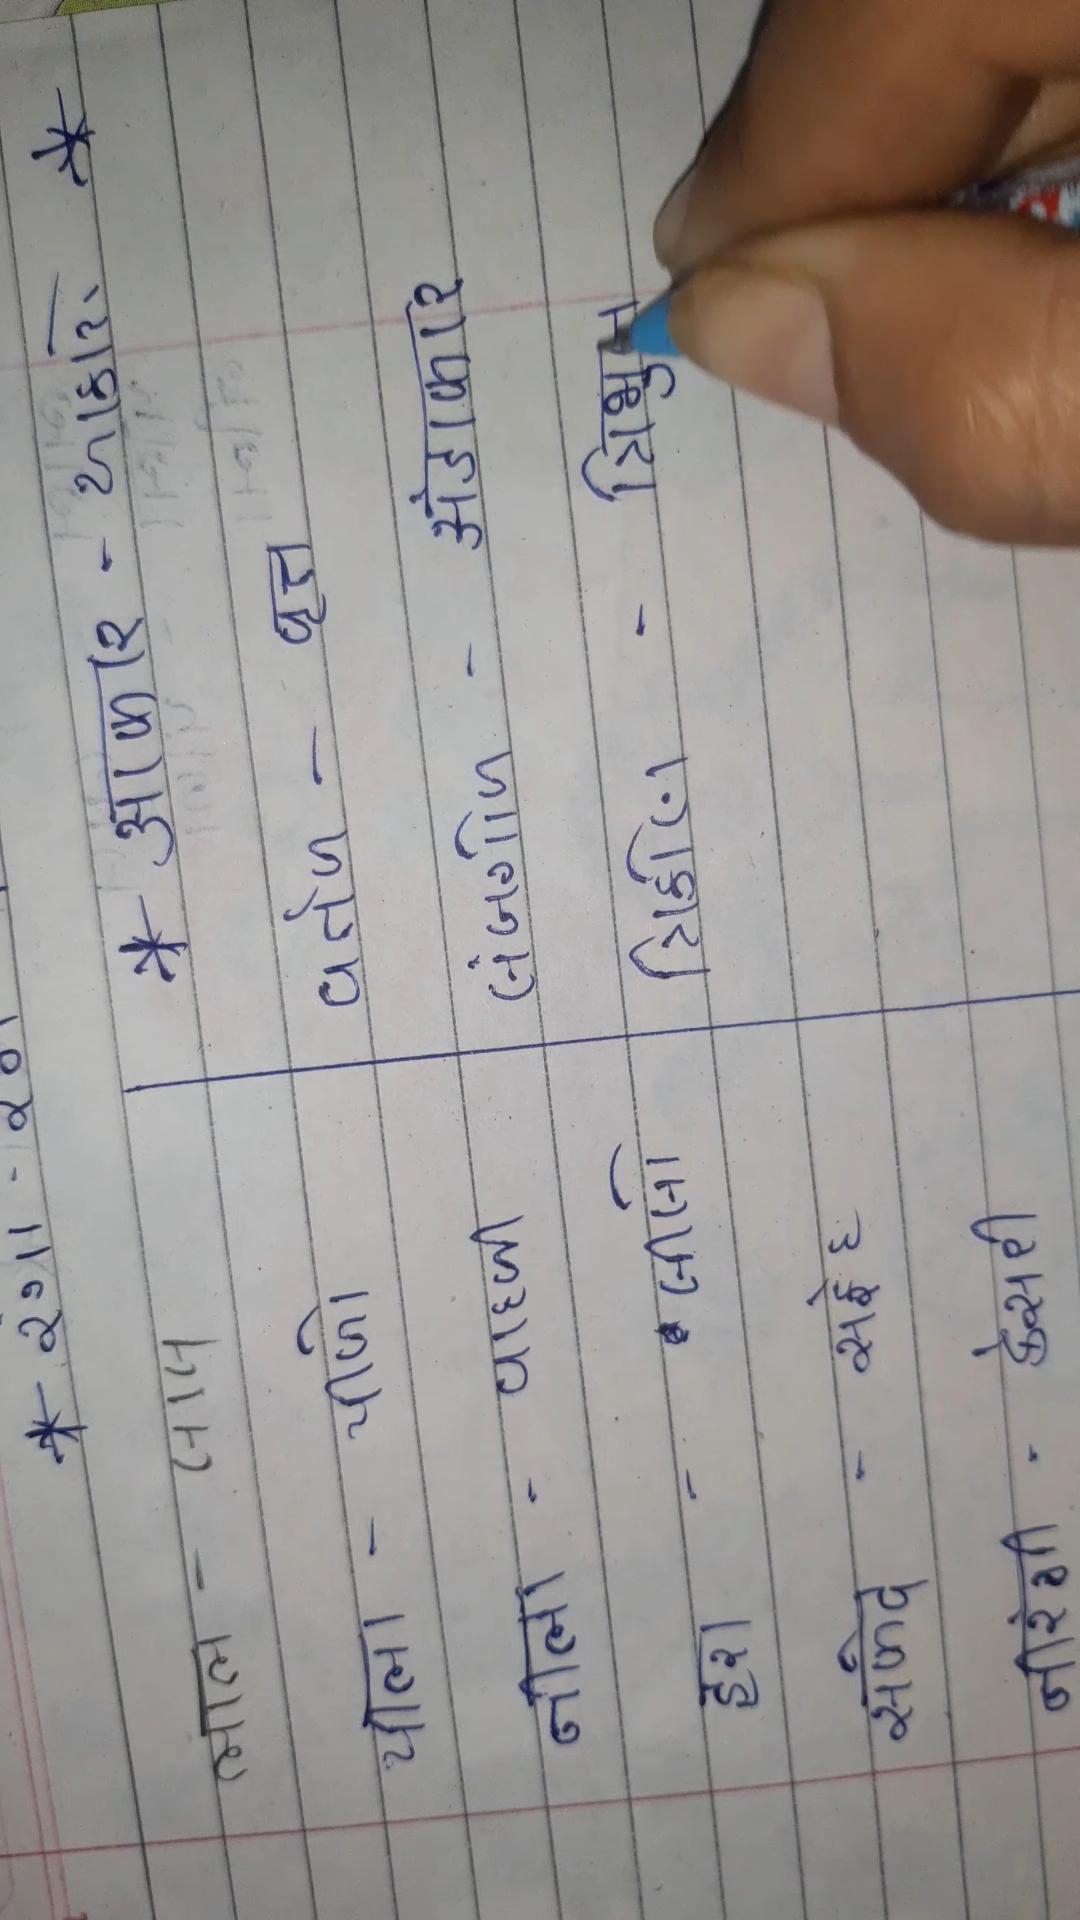 * आकार - આકારો *
लाल - લાલ
पीला - પીળો
नीला - વાદળી
हरा - લીલો
सफेद - સફેદ
नारंगी - કેસરી
વર્તુળ - वृत्त
લંબગોળ - अंडाकार
ત્રિકોણ -